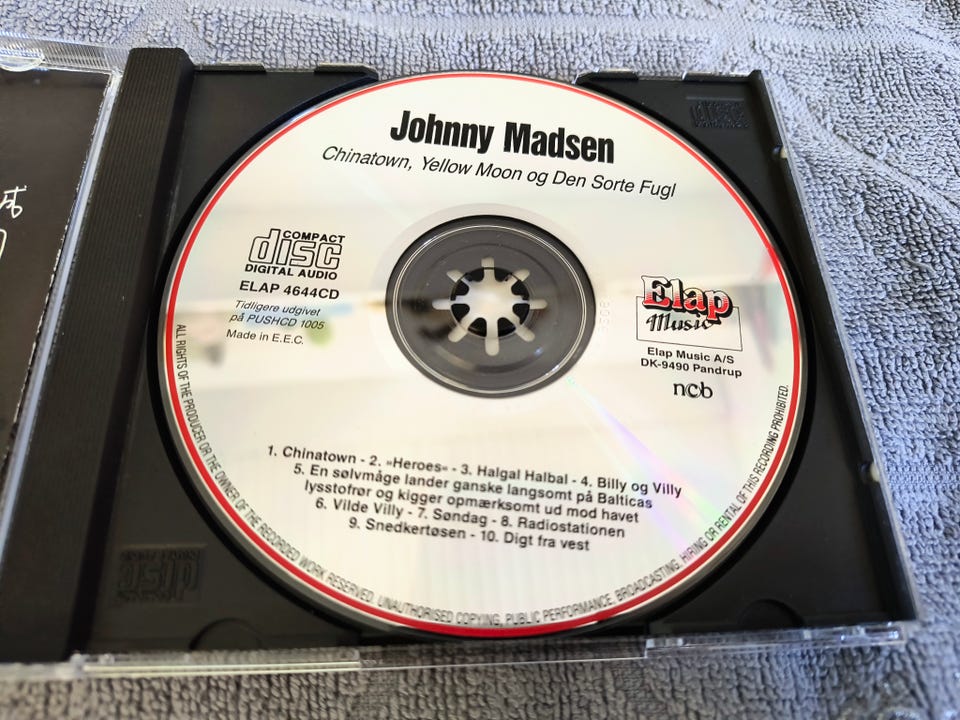 Johnny Madsen
Chinatown, Yellow Moon og Den Sorte Fugl
COMPACT
disc
DIGITAL AUDIO
ELAP 4644CD
Tidligere udgivet
på PUSHCD 1005
Made in E.E.C.
Elap
Music
Elap Music A/S
DK-9490 Pandrup
ncb
1. Chinatown - 2. »Heroes« - 3. Halgal Halbal - 4. Billy og Villy
5. En sølvmåge lander ganske langsomt på Balticas
lysstofrør og kigger opmærksomt ud mod havet
6. Vilde Villy - 7. Søndag - 8. Radiostationen
9. Snedkertøsen - 10. Digt fra vest
ALL RIGHTS OF THE PRODUCER OR THE OWNER OF THE RECORDED WORK RESERVED. UNAUTHORISED COPYING, PUBLIC PERFORMANCE, BROADCASTING, HIRING OR RENTAL OF THIS RECORDING PROHIBITED.
disc